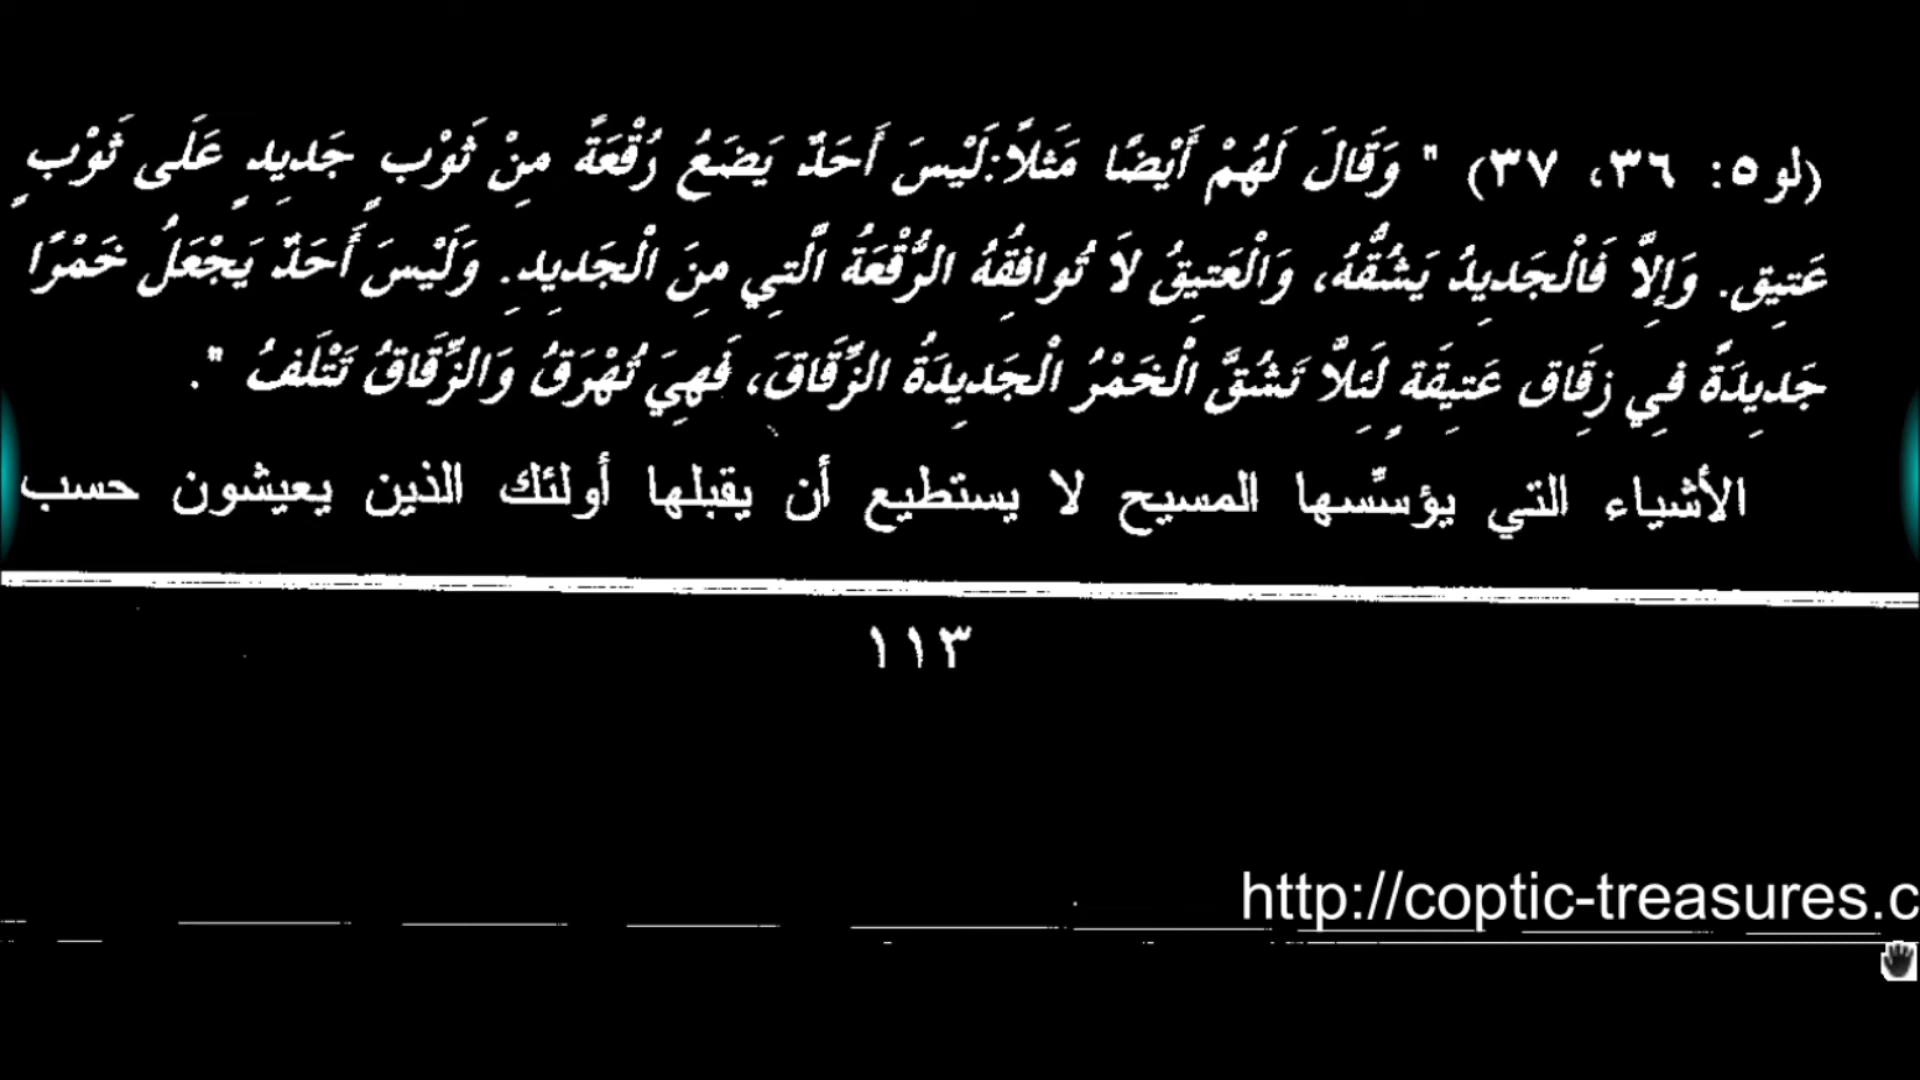 (لو٥: ٣٦، ٣٧) " وَقَالَ لَهُمْ أَيْضًا مَثَلاً:لَيْسَ أَحَدٌ يَضَعُ رُقْعَةً مِنْ ثَوْبٍ جَدِيدٍ عَلَى ثَوْبٍ
عَتِيق. وَإِلاَّ فَالْجَدِيدُ يَشُقُّهُ، وَالْعَتِيقُ لاَ تُوافِقُهُ الرُّقْعَةُ الَّتِي مِنَ الْجَدِيدِ. وَلَيْسَ أَحَدٌ يَجْعَلُ خَمْرًا
جَدِيدَةً فِي زِقَاق عَتِيقَةٍ لِئَلاَّ تَشُقَّ الْخَمْرُ الْجَدِيدَةُ الزِّقَاقَ، فَهِيَ تُهْرَقُ وَالزِّقَاقُ تَتْلَفُ ".
الأشياء التي يؤسِّسها المسيح لا يستطيع أن يقبلها أولئك الذين يعيشون حسب
١١٣
http://coptic-treasures.c